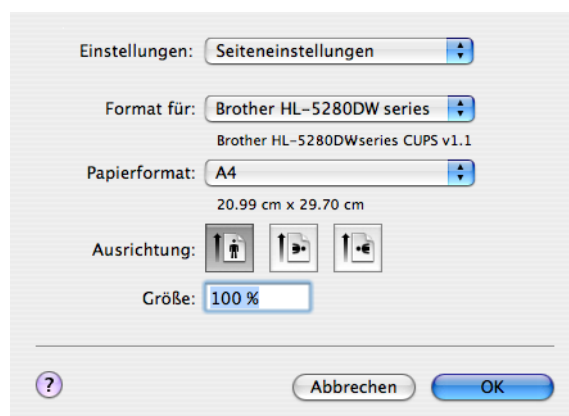 Einstellungen: Seiteneinstellungen
Format für: Brother HL-5280DW series
Brother HL-5280DWseries CUPS v1.1
Papierformat: A4
20.99 cm x 29.70 cm
Ausrichtung:
Größe: 100 %
? Abbrechen OK